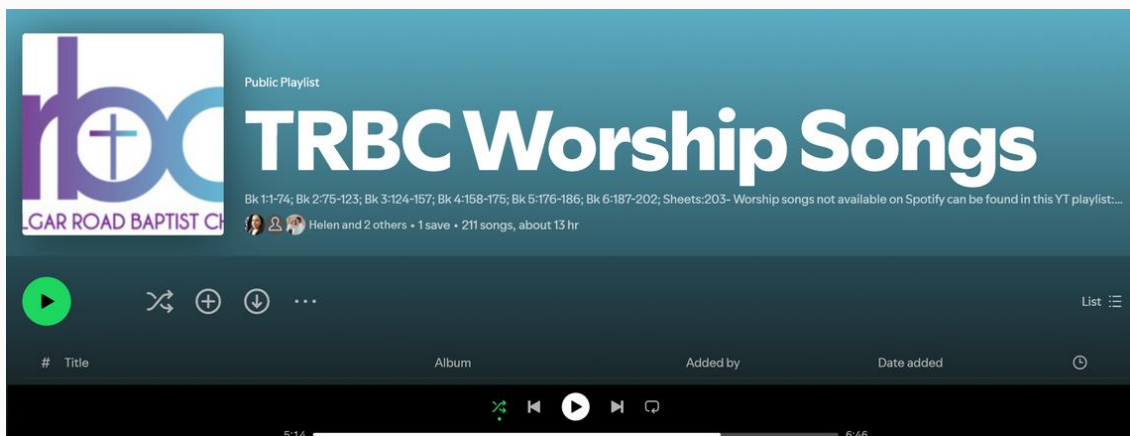 Public Playlist
TRBC Worship Songs
rbc
Bk 1:1-74; Bk 2:75-123; Bk 3:124-157; Bk 4:158-175; Bk 5:176-186; Bk 6:187-202; Sheets:203- Worship songs not available on Spotify can be found in this YT playlist:...
LGAR ROAD BAPTIST CH
Helen and 2 others • 1 save • 211 songs, about 13 hr
List
# Title Album Added by Date added
5:14 6:46